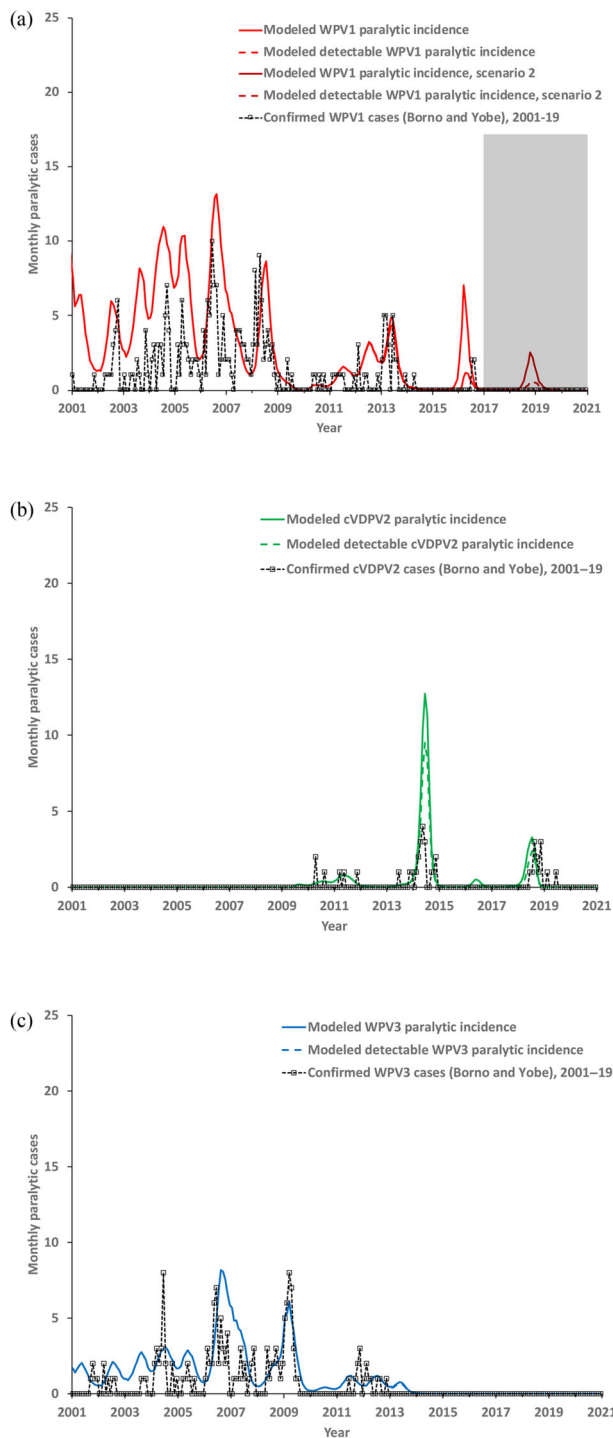 (a)
25
20
15
10
5
0
Monthly paralytic cases
Modeled WPV1 paralytic incidence
Modeled detectable WPV1 paralytic incidence
Modeled WPV1 paralytic incidence, scenario 2
Modeled detectable WPV1 paralytic incidence, scenario 2
Confirmed WPV1 cases (Borno and Yobe), 2001-19
2001 2003 2005 2007 2009 2011 2013 2015 2017 2019 2021
Year
(b)
25
20
15
10
5
0
Monthly paralytic cases
Modeled cVDPV2 paralytic incidence
Modeled detectable cVDPV2 paralytic incidence
Confirmed cVDPV2 cases (Borno and Yobe), 2001–19
2001 2003 2005 2007 2009 2011 2013 2015 2017 2019 2021
Year
(c)
25
20
15
10
5
0
Monthly paralytic cases
Modeled WPV3 paralytic incidence
Modeled detectable WPV3 paralytic incidence
Confirmed WPV3 cases (Borno and Yobe), 2001–19
2001 2003 2005 2007 2009 2011 2013 2015 2017 2019 2021
Year